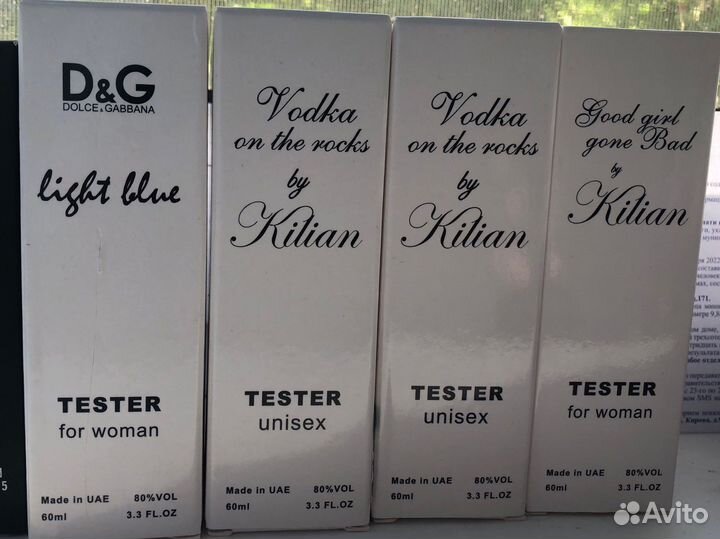 D&G
DOLCE & GABBANA
light blue
TESTER
for woman
Made in UAE 80%VOL
60ml 3.3 FL.OZ
Vodka
on the rocks
by
Kilian
TESTER
unisex
Made in UAE 80%VOL
60ml 3.3 FL.OZ
Vodka
on the rocks
by
Kilian
TESTER
unisex
Made in UAE 80%VOL
60ml 3.3 FL.OZ
Good girl
gone Bad
by
Kilian
TESTER
for woman
Made in UAE 80%VOL
60ml 3.3 FL.OZ
2022
.171.
Avito